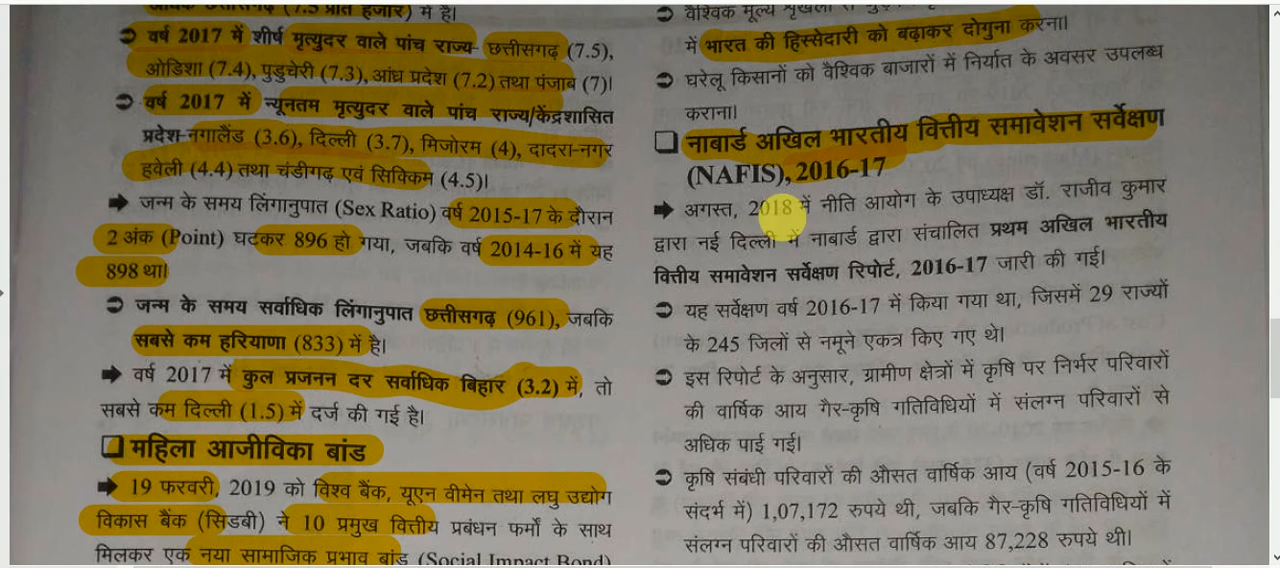 अधिक छत्तीसगढ़ (7.5 प्रति हजार) में है।
➲ वर्ष 2017 में शीर्ष मृत्युदर वाले पांच राज्य- छत्तीसगढ़ (7.5),
ओडिशा (7.4), पुडुचेरी (7.3), आंध्र प्रदेश (7.2) तथा पंजाब (7)।
➲ वर्ष 2017 में न्यूनतम मृत्युदर वाले पांच राज्य/केंद्रशासित
प्रदेश-नगालैंड (3.6), दिल्ली (3.7), मिजोरम (4), दादरा-नगर
हवेली (4.4) तथा चंडीगढ़ एवं सिक्किम (4.5)।
➡ जन्म के समय लिंगानुपात (Sex Ratio) वर्ष 2015-17 के दौरान
2 अंक (Point) घटकर 896 हो गया, जबकि वर्ष 2014-16 में यह
898 था।
➲ जन्म के समय सर्वाधिक लिंगानुपात छत्तीसगढ़ (961), जबकि
सबसे कम हरियाणा (833) में है।
➡ वर्ष 2017 में कुल प्रजनन दर सर्वाधिक बिहार (3.2) में, तो
सबसे कम दिल्ली (1.5) में दर्ज की गई है।
❑ महिला आजीविका बांड
➡ 19 फरवरी, 2019 को विश्व बैंक, यूएन वीमेन तथा लघु उद्योग
विकास बैंक (सिडबी) ने 10 प्रमुख वित्तीय प्रबंधन फर्मों के साथ
मिलकर एक नया सामाजिक प्रभाव बांड (Social Impact Bond)
➲ वैश्विक मूल्य श्रृंखला
में भारत की हिस्सेदारी को बढ़ाकर दोगुना करना।
➲ घरेलू किसानों को वैश्विक बाजारों में निर्यात के अवसर उपलब्ध
कराना।
❑ नाबार्ड अखिल भारतीय वित्तीय समावेशन सर्वेक्षण
(NAFIS), 2016-17
➡ अगस्त, 2018 में नीति आयोग के उपाध्यक्ष डॉ. राजीव कुमार
द्वारा नई दिल्ली में नाबार्ड द्वारा संचालित प्रथम अखिल भारतीय
वित्तीय समावेशन सर्वेक्षण रिपोर्ट, 2016-17 जारी की गई।
➲ यह सर्वेक्षण वर्ष 2016-17 में किया गया था, जिसमें 29 राज्यों
के 245 जिलों से नमूने एकत्र किए गए थे।
➲ इस रिपोर्ट के अनुसार, ग्रामीण क्षेत्रों में कृषि पर निर्भर परिवारों
की वार्षिक आय गैर-कृषि गतिविधियों में संलग्न परिवारों से
अधिक पाई गई।
➲ कृषि संबंधी परिवारों की औसत वार्षिक आय (वर्ष 2015-16 के
संदर्भ में) 1,07,172 रुपये थी, जबकि गैर-कृषि गतिविधियों में
संलग्न परिवारों की औसत वार्षिक आय 87,228 रुपये थी।